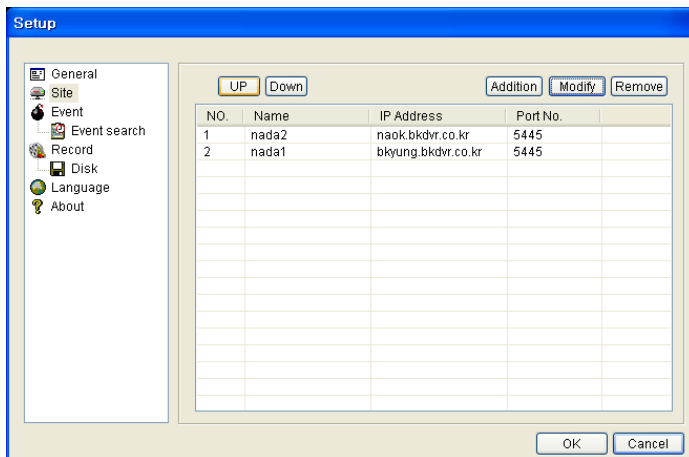 Setup
General
Site
Event
Event search
Record
Disk
Language
About
UP Down Addition Modify Remove
NO. Name IP Address Port No.
1 nada2 naok.bkdvr.co.kr 5445
2 nada1 bkyung.bkdvr.co.kr 5445
OK Cancel